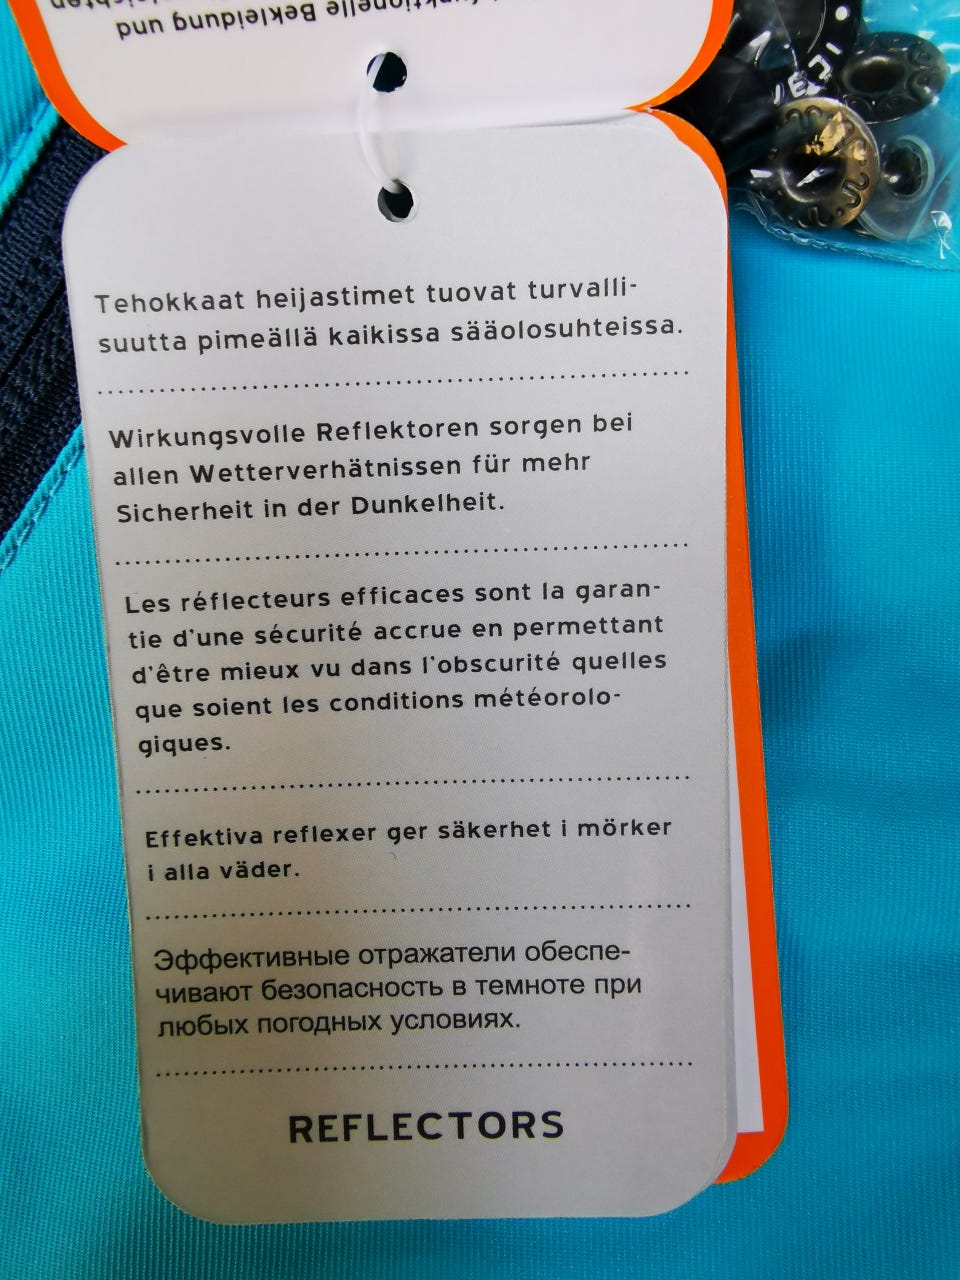 funktionelle Bekleidung und
Tehokkaat heijastimet tuovat turvalli-
suutta pimeällä kaikissa sääolosuhteissa.
Wirkungsvolle Reflektoren sorgen bei
allen Wetterverhätnissen für mehr
Sicherheit in der Dunkelheit.
Les réflecteurs efficaces sont la garan-
tie d'une sécurité accrue en permettant
d'être mieux vu dans l'obscurité quelles
que soient les conditions météorolo-
giques.
Effektiva reflexer ger säkerhet i mörker
i alla väder.
Эффективные отражатели обеспе-
чивают безопасность в темноте при
любых погодных условиях.
REFLECTORS